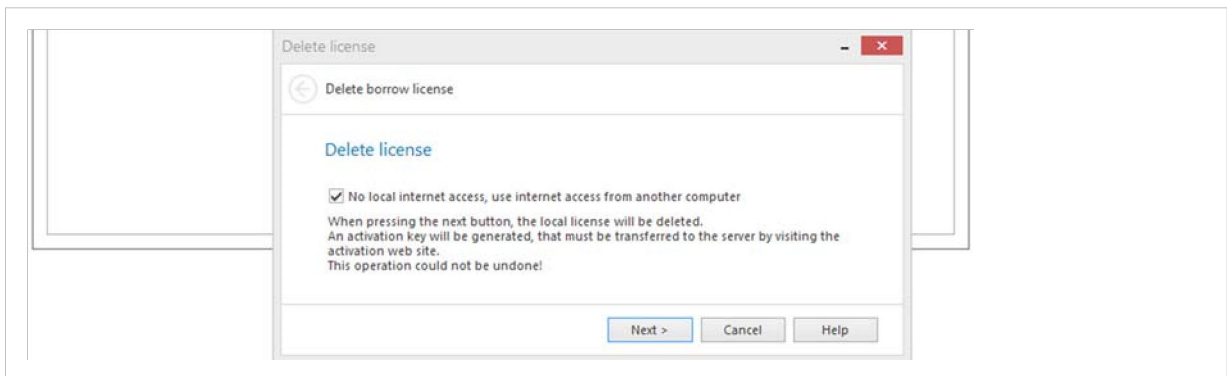 Delete license
Delete borrow license
Delete license
No local internet access, use internet access from another computer
When pressing the next button, the local license will be deleted.
An activation key will be generated, that must be transferred to the server by visiting the
activation web site.
This operation could not be undone!
Next > Cancel Help